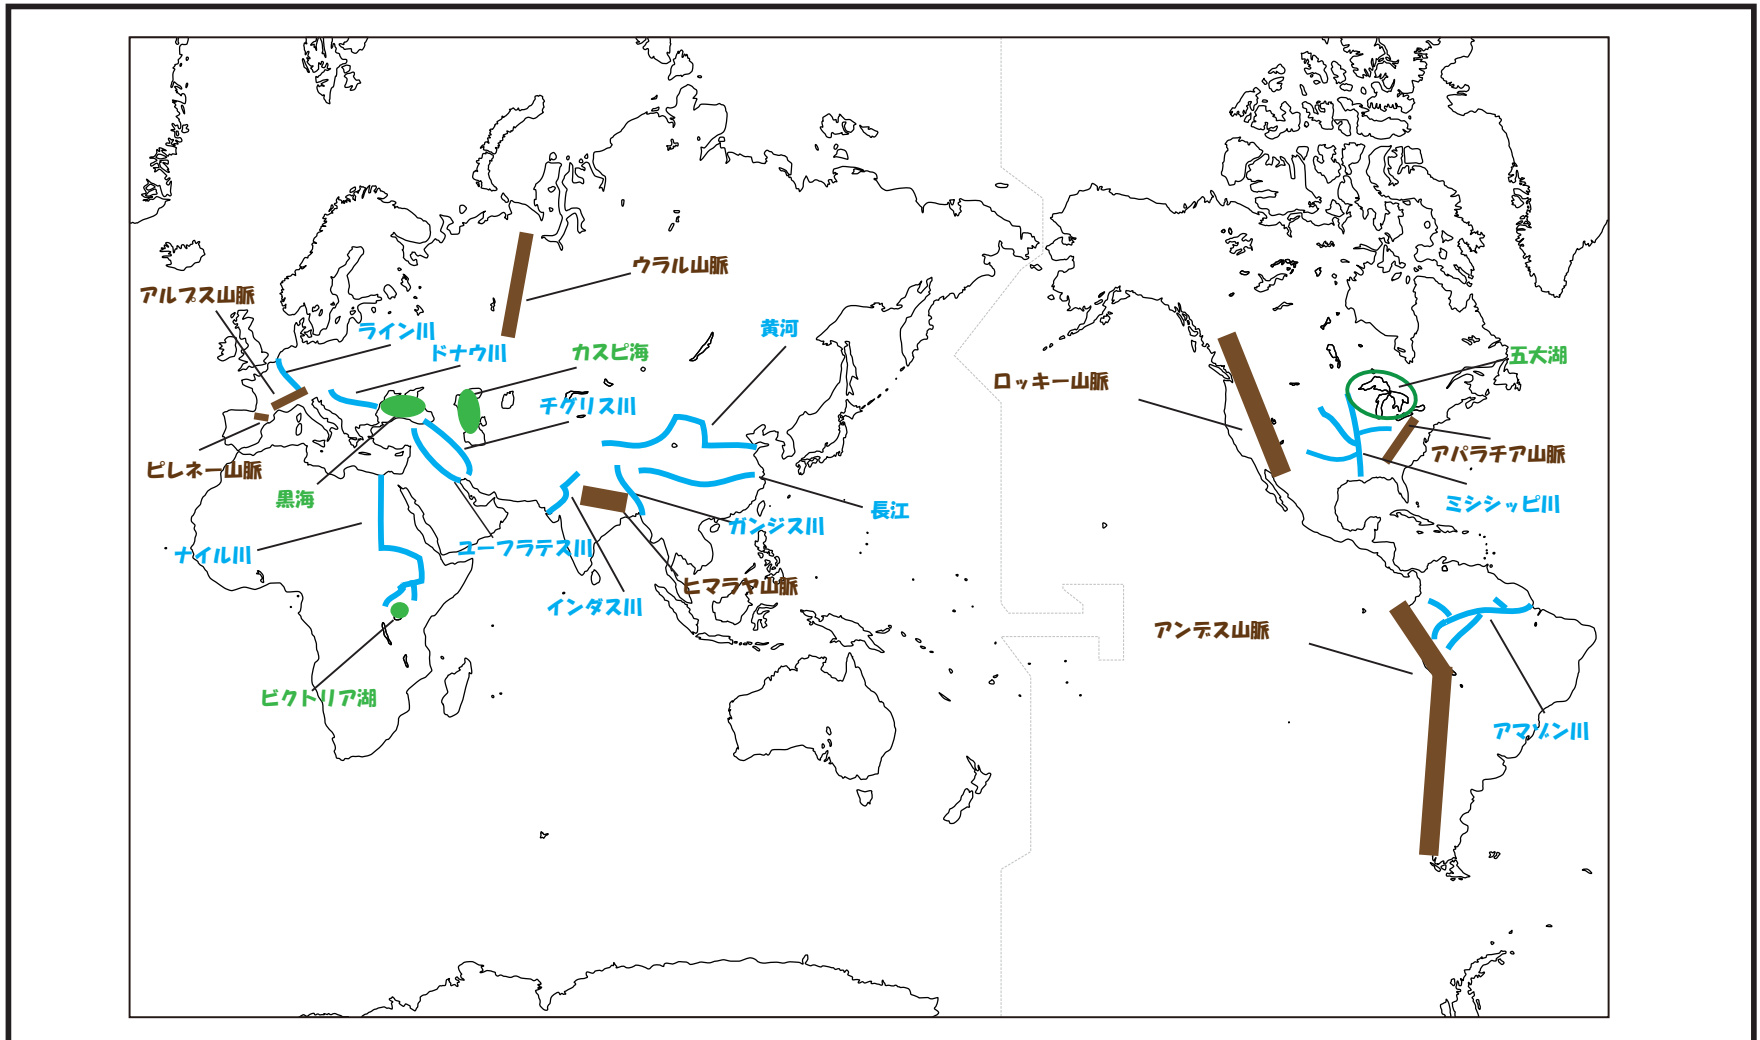 ウラル山脈
アルプス山脈
ライン川
黄河
ドナウ川
カスピ海
五大湖
ロッキー山脈
チグリス川
アパラチア山脈
ピレネー山脈
黒海
ミシシッピ川
長江
ガンジス川
ユーフラテス川
ナイル川
ヒマラヤ山脈
インダス川
アンデス山脈
ビクトリア湖
アマゾン川